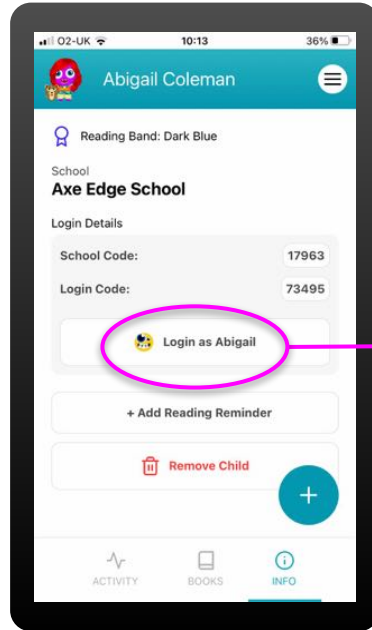 O2-UK 10:13 36%
Abigail Coleman
Reading Band: Dark Blue
School
Axe Edge School
Login Details
School Code: 17963
Login Code: 73495
Login as Abigail
+ Add Reading Reminder
Remove Child
+
ACTIVITY BOOKS INFO